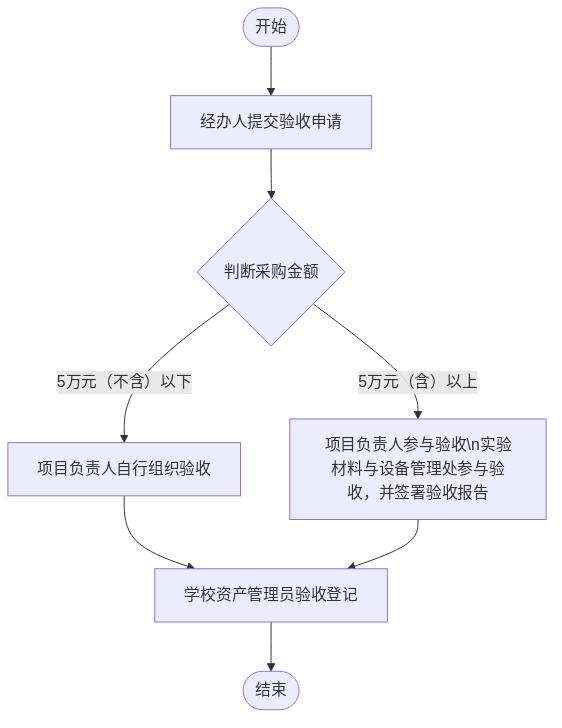 开始
经办人提交验收申请
判断采购金额
5万元（不含）以下
5万元（含）以上
项目负责人自行组织验收
项目负责人参与验收\n实验
材料与设备管理处参与验
收，并签署验收报告
学校资产管理员验收登记
结束